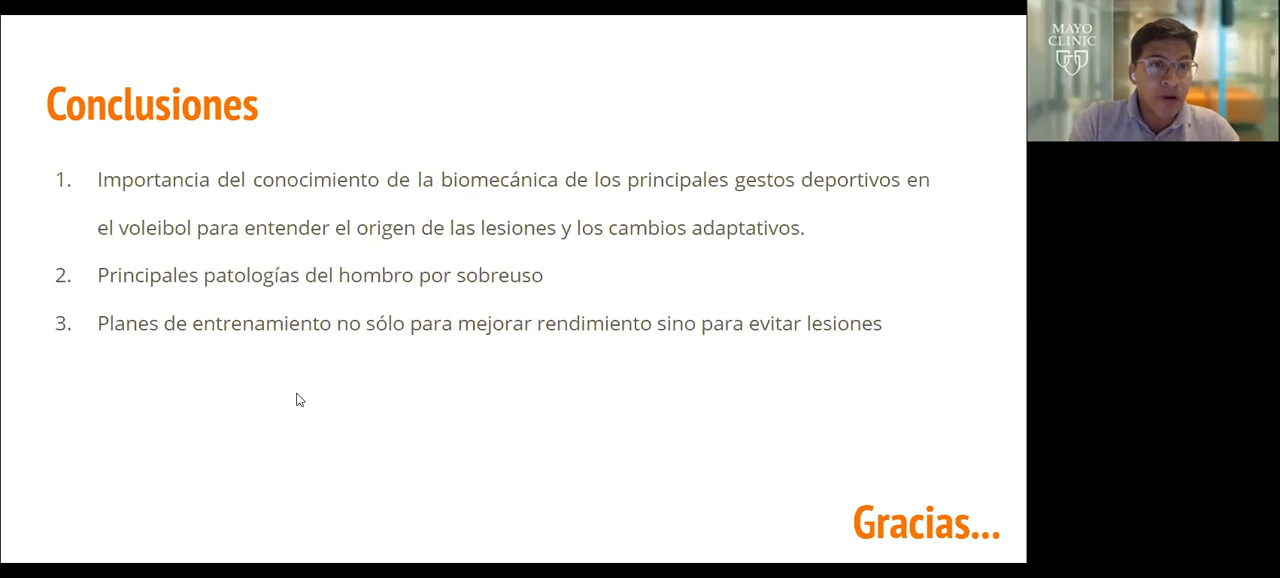 Conclusiones
1. Importancia del conocimiento de la biomecánica de los principales gestos deportivos en
el voleibol para entender el origen de las lesiones y los cambios adaptativos.
2. Principales patologías del hombro por sobreuso
3. Planes de entrenamiento no sólo para mejorar rendimiento sino para evitar lesiones
Gracias...
MAYO
CLINIC